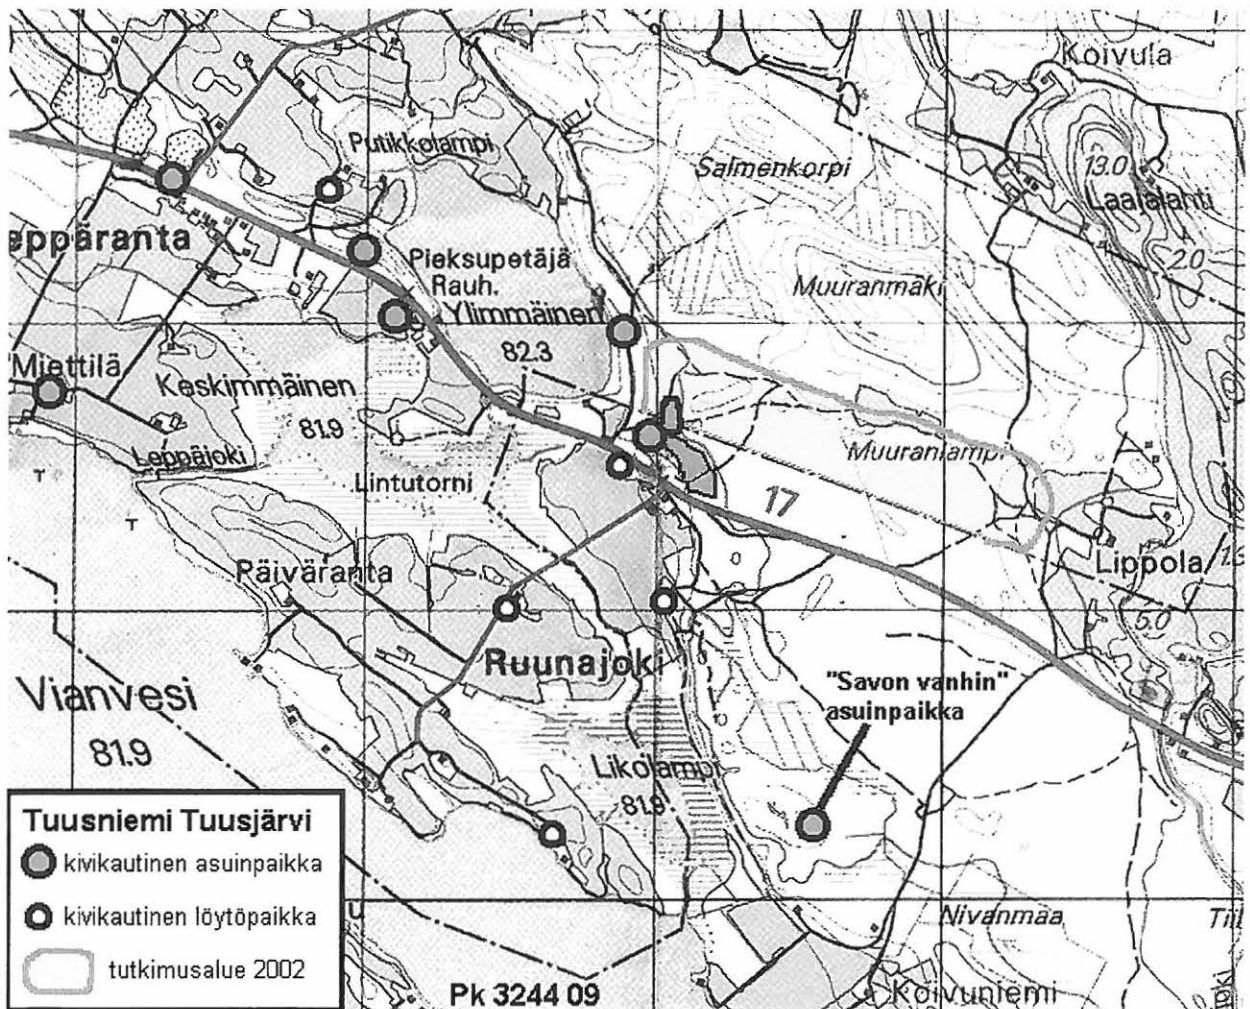 Koivula
Putikkolampi
Salmenkorpi
13.0
Laajalahti
eppäranta
Pieksupetäjä
Rauh.
2.0
Ylimmäinen
Muuranmäki
82.3
Miettilä
Keskimmäinen
81.9
Muuranlampi
Leppäjoki
Lintutorni
17
T
T
Lippola
Päiväranta
5.0
Ruunajoki
"Savon vanhin"
asuinpaikka
Vianvesi
81.9
Likolampi
81.9
Tuusniemi Tuusjärvi
kivikautinen asuinpaikka
kivikautinen löytöpaikka
tutkimusalue 2002
u
Nivanmaa
Pk 3244 09
Koivuniemi